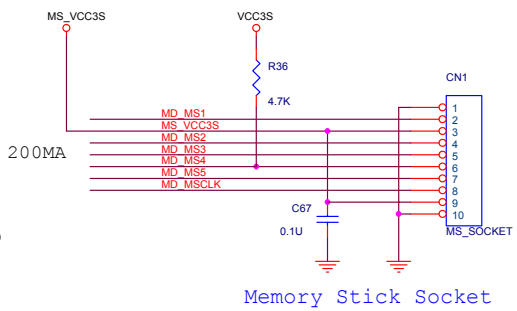 MS_VCC3S
VCC3S
R36
4.7K
CN1
MD_MS1
MS_VCC3S
MD_MS2
MD_MS3
MD_MS4
MD_MS5
MD_MSCLK
200MA
1
2
3
4
5
6
7
8
9
10
MS_SOCKET
C67
0.1U
Memory Stick Socket